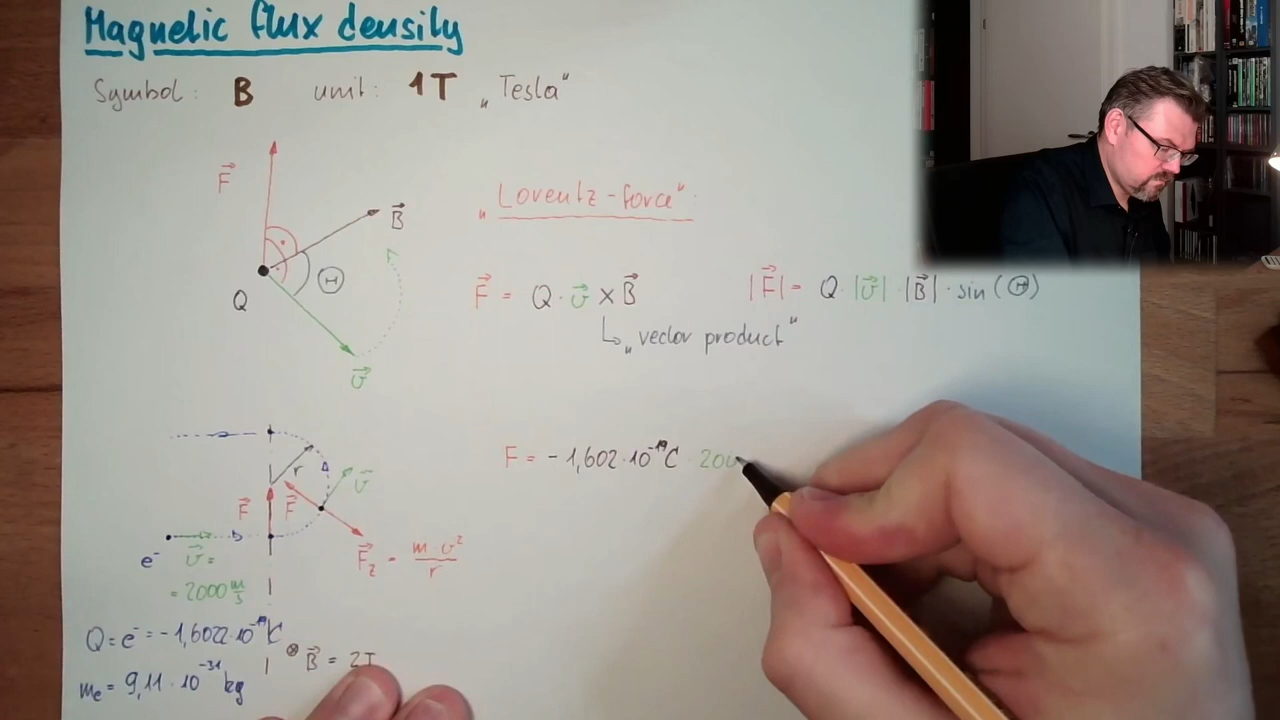 Magnetic flux density
Symbol: B unit: 1T „Tesla"
F⃗
B⃗
Θ
Q
v⃗
„Lorentz-force":
F⃗ = Q · v⃗ × B⃗
|F⃗| = Q · |v⃗| · |B⃗| · sin(Θ)
↳ „vector product"
r
v⃗
F⃗ F⃗
e⁻ v⃗ =
= 2000 m/s
F⃗z = m · v² / r
Q = e⁻ = -1,6022 · 10⁻¹⁹ C
mₑ = 9,11 · 10⁻³¹ kg
⊗ B⃗ = 2T
F = -1,602 · 10⁻¹⁹ C · 200